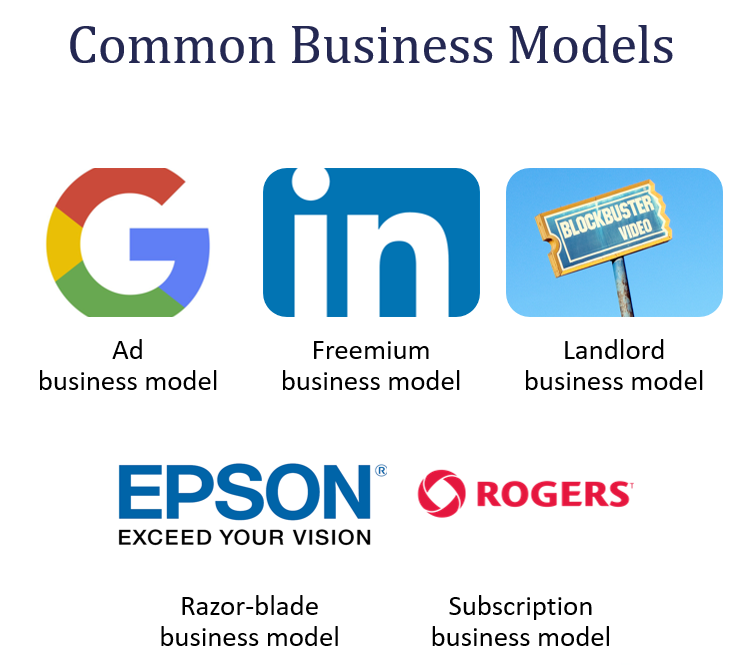 Common Business Models
in
BLOCKBUSTER
VIDEO
Ad
business model
Freemium
business model
Landlord
business model
EPSON®
EXCEED YOUR VISION
ROGERS™
Razor-blade
business model
Subscription
business model